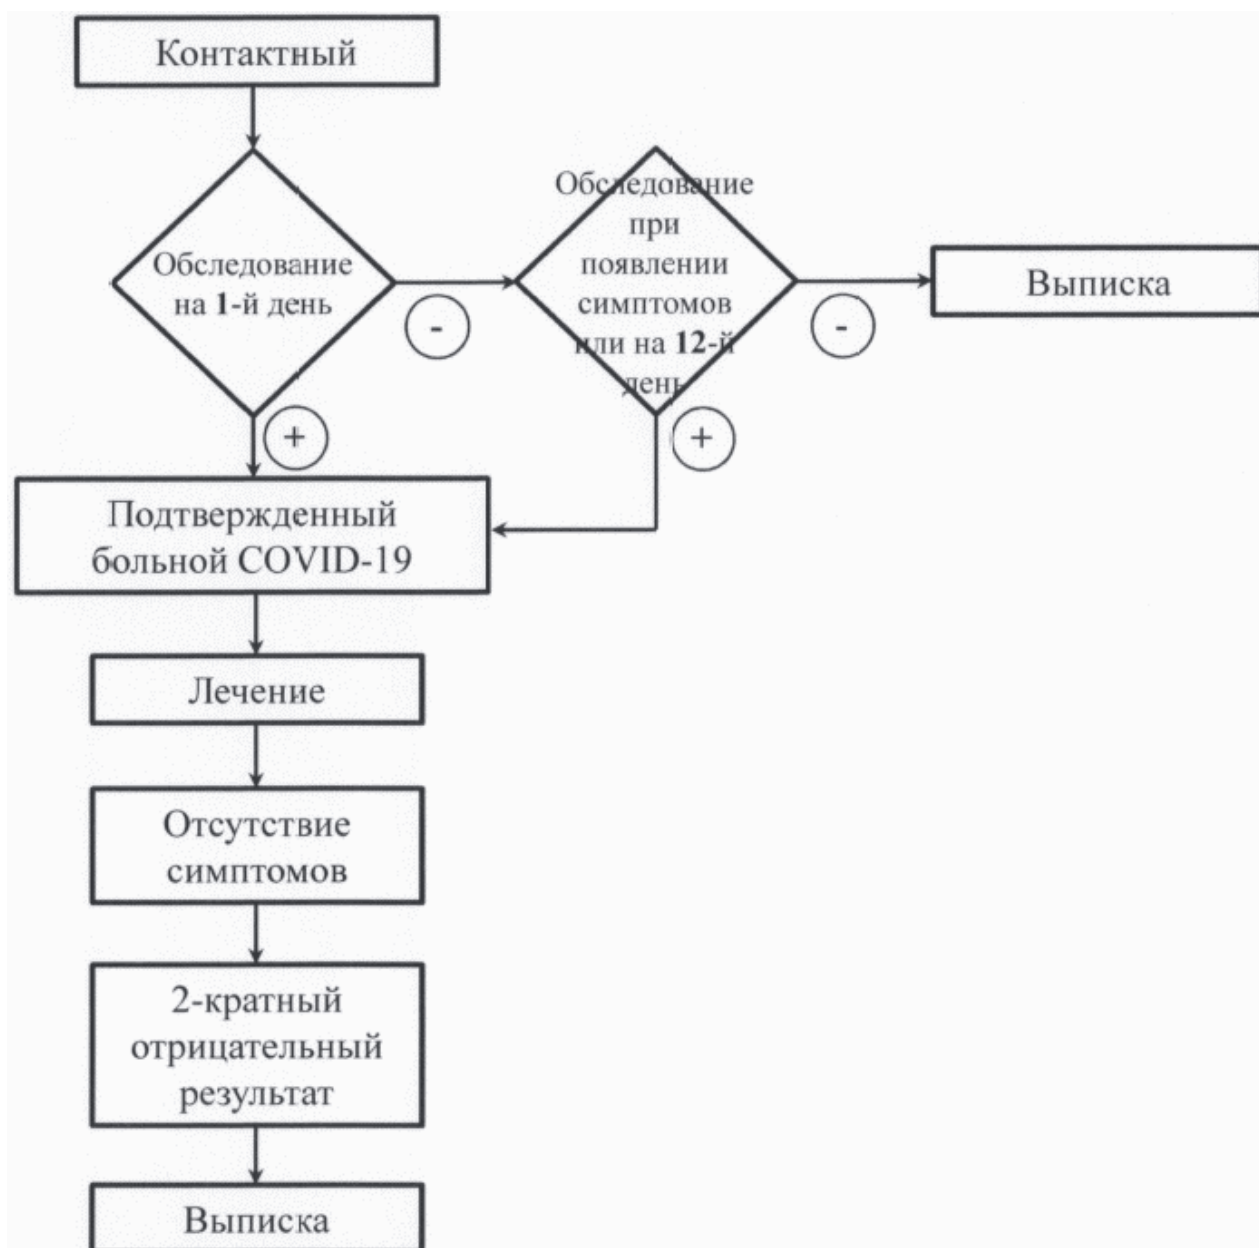 Контактный
Обследование
на 1-й день
-
Обследование
при
появлении
симптомов
или на 12-й
день
-
Выписка
+
+
Подтвержденный
больной COVID-19
Лечение
Отсутствие
симптомов
2-кратный
отрицательный
результат
Выписка